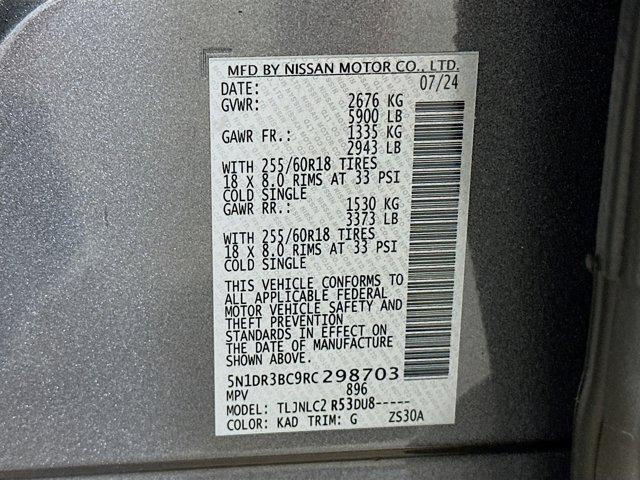 MFD BY NISSAN MOTOR CO., LTD.
DATE: 07/24
GVWR: 2676 KG
5900 LB
GAWR FR.: 1335 KG
2943 LB
WITH 255/60R18 TIRES
18 X 8.0 RIMS AT 33 PSI
COLD SINGLE
GAWR RR.: 1530 KG
3373 LB
WITH 255/60R18 TIRES
18 X 8.0 RIMS AT 33 PSI
COLD SINGLE
THIS VEHICLE CONFORMS TO
ALL APPLICABLE FEDERAL
MOTOR VEHICLE SAFETY AND
THEFT PREVENTION
STANDARDS IN EFFECT ON
THE DATE OF MANUFACTURE
SHOWN ABOVE.
5N1DR3BC9RC298703
MPV 896
MODEL: TLJNLC2 R53DU8-----
COLOR: KAD TRIM: G ZS30A